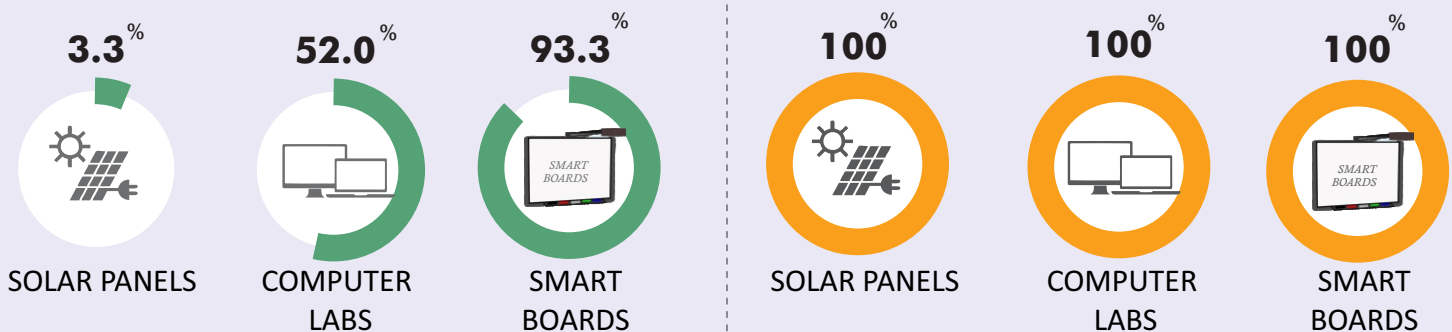 3.3%
52.0%
93.3%
100%
100%
100%
SMART
BOARDS
SMART
BOARDS
SOLAR PANELS
COMPUTER
LABS
SMART
BOARDS
SOLAR PANELS
COMPUTER
LABS
SMART
BOARDS